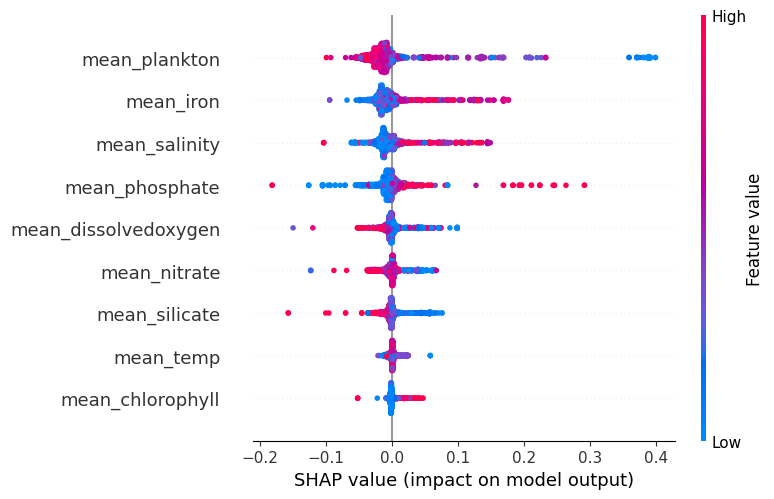 High
mean_plankton
mean_iron
mean_salinity
mean_phosphate
mean_dissolvedoxygen
mean_nitrate
mean_silicate
mean_temp
mean_chlorophyll
Feature value
Low
−0.2 −0.1 0.0 0.1 0.2 0.3 0.4
SHAP value (impact on model output)